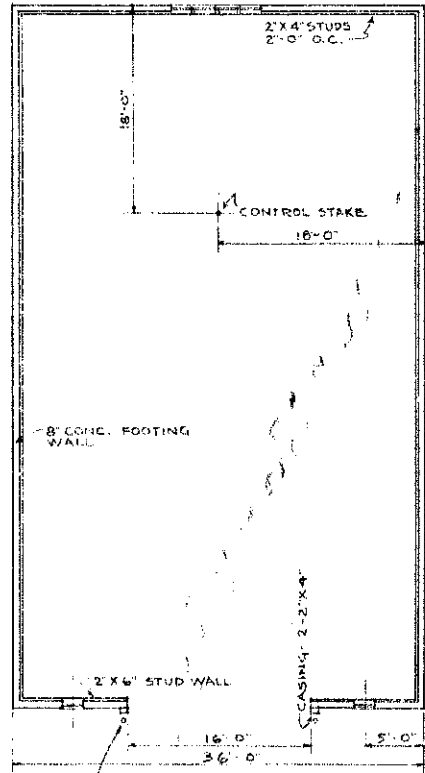 2"X4" STUDS
2'-0" O.C.
18'-0"
CONTROL STAKE
18'-0"
8" CONC. FOOTING
WALL
CASING-2-2"X4"
2"X6" STUD WALL
16'-0"
5'-0"
36'-0"